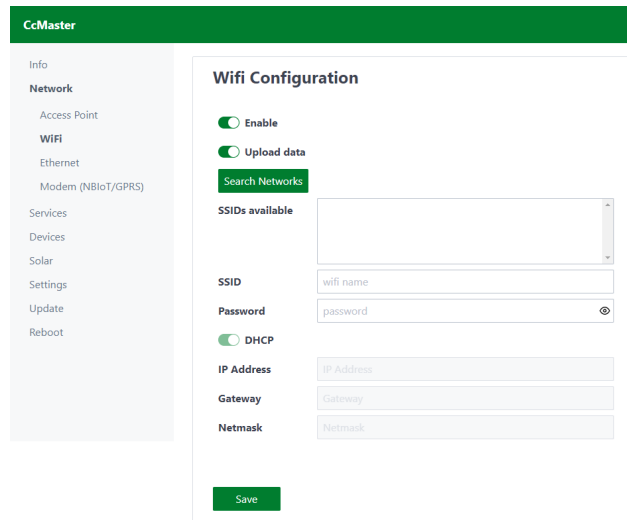 CcMaster
Info
Network
Access Point
WiFi
Ethernet
Modem (NBIoT/GPRS)
Services
Devices
Solar
Settings
Update
Reboot
Wifi Configuration
Enable
Upload data
Search Networks
SSIDs available
SSID wifi name
Password password
DHCP
IP Address IP Address
Gateway Gateway
Netmask Netmask
Save